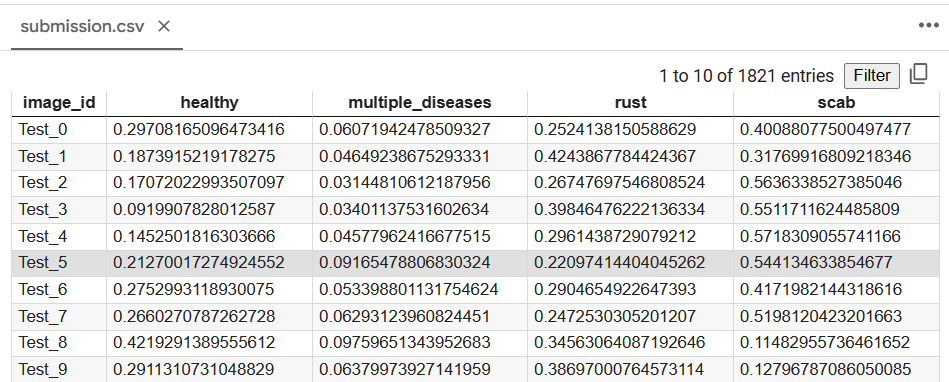 submission.csv ×
1 to 10 of 1821 entries Filter
image_id healthy multiple_diseases rust scab
Test_0 0.29708165096473416 0.06071942478509327 0.2524138150588629 0.40088077500497477
Test_1 0.1873915219178275 0.04649238675293331 0.4243867784424367 0.31769916809218346
Test_2 0.17072022993507097 0.03144810612187956 0.26747697546808524 0.5636338527385046
Test_3 0.0919907828012587 0.03401137531602634 0.39846476222136334 0.5511711624485809
Test_4 0.1452501816303666 0.04577962416677515 0.2961438729079212 0.5718309055741166
Test_5 0.21270017274924552 0.09165478806830324 0.22097414404045262 0.544134633854677
Test_6 0.2752993118930075 0.053398801131754624 0.2904654922647393 0.4171982144318616
Test_7 0.2660270787262728 0.06293123960824451 0.2472530305201207 0.5198120423201663
Test_8 0.4219291389555612 0.09759651343952683 0.34563064087192646 0.11482955736461652
Test_9 0.2911310731048829 0.06379973927141959 0.38697000764573114 0.12796787086050085